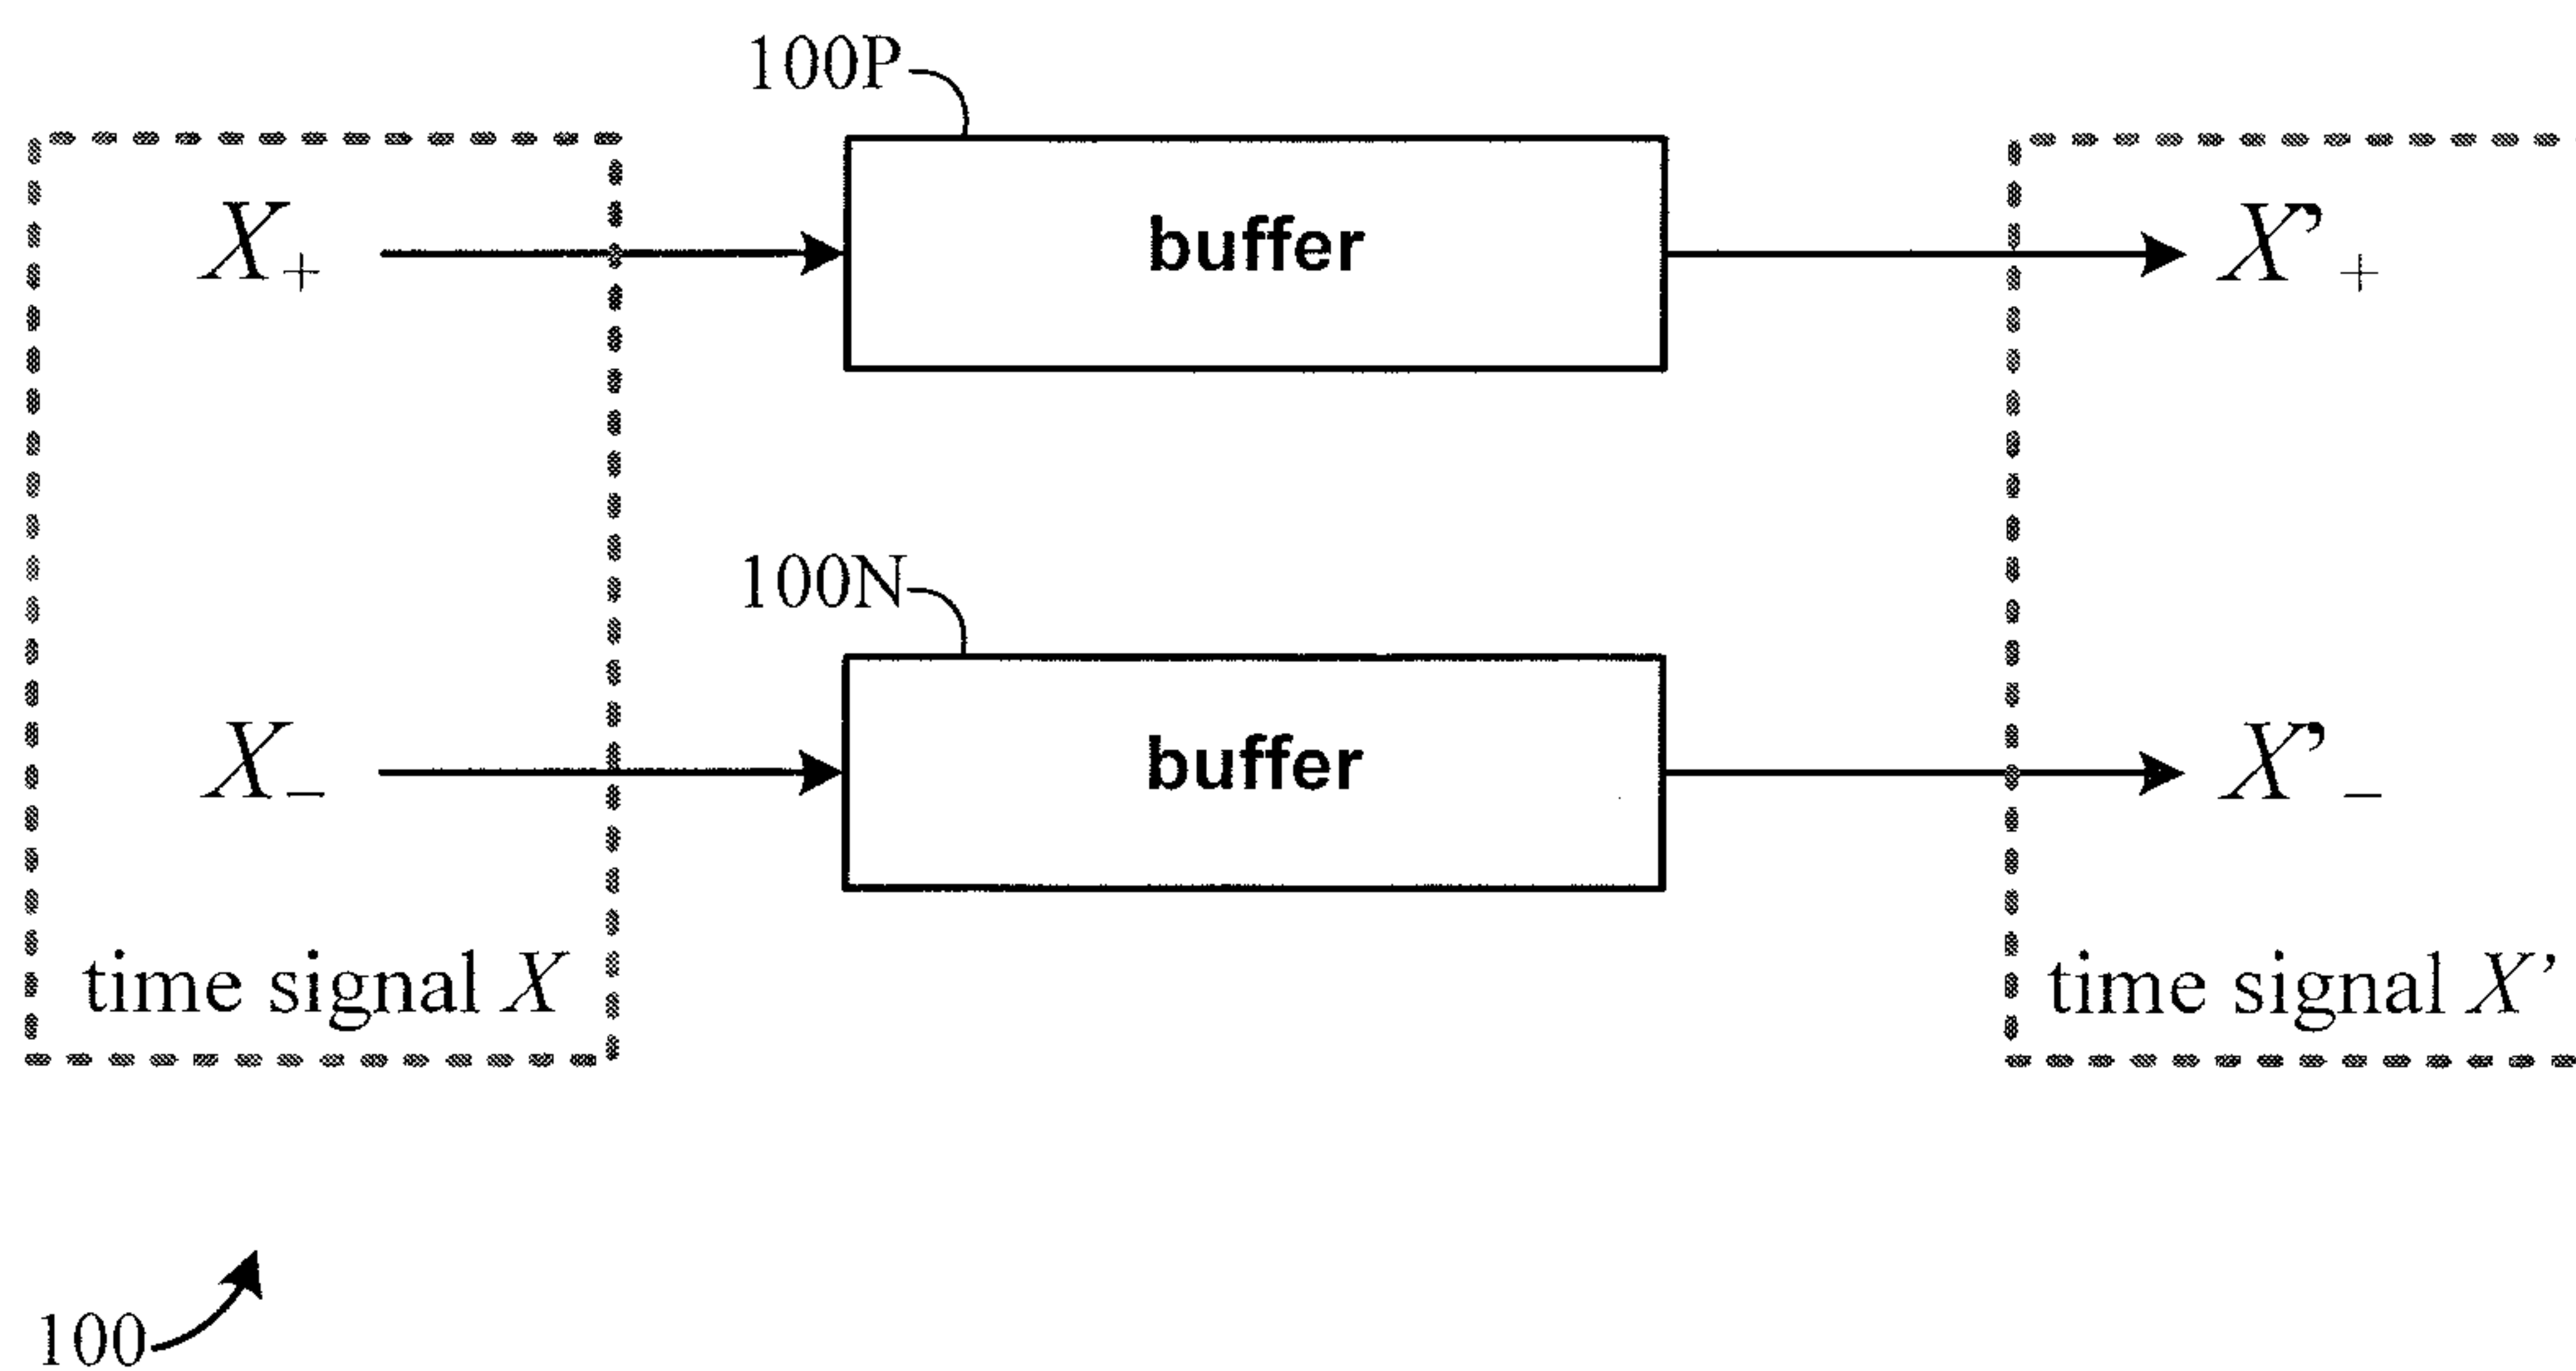 100P
X+ buffer X'+
100N
X− buffer X'−
time signal X time signal X'
100